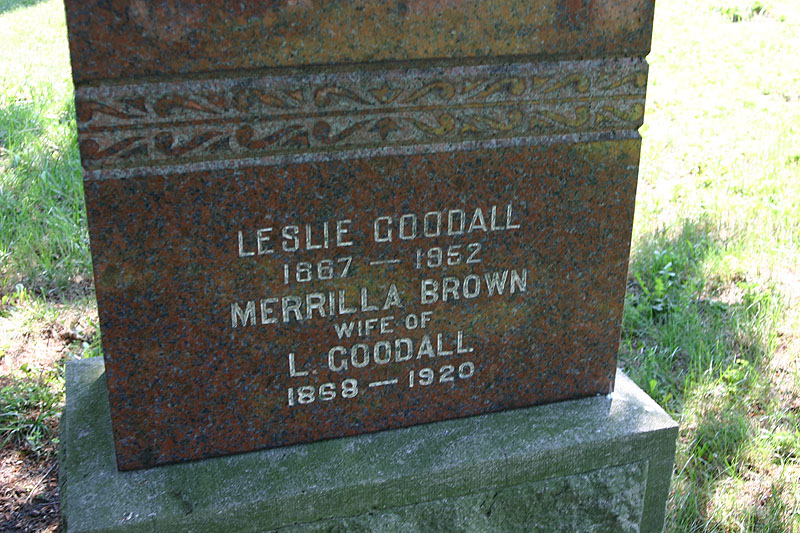 LESLIE GOODALL
1867 — 1952
MERRILLA BROWN
WIFE OF
L. GOODALL
1868 — 1920